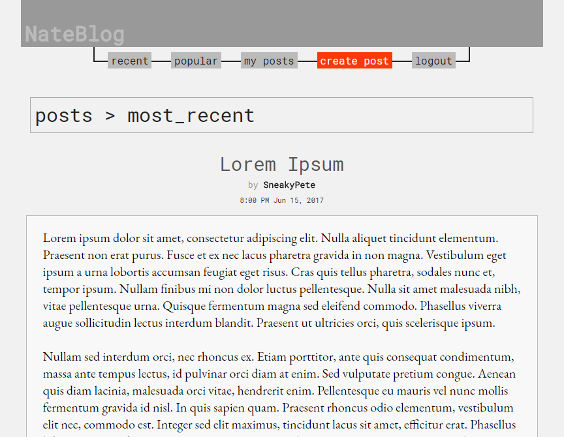 NateBlog
recent popular my posts create post logout
posts > most_recent
Lorem Ipsum
by SneakyPete
8:00 PM Jun 15, 2017
Lorem ipsum dolor sit amet, consectetur adipiscing elit. Nulla aliquet tincidunt elementum.
Praesent non erat purus. Fusce et ex nec lacus pharetra gravida in non magna. Vestibulum eget
ipsum a urna lobortis accumsan feugiat eget risus. Cras quis tellus pharetra, sodales nunc et,
tempor ipsum. Nullam finibus mi non dolor luctus pellentesque. Nulla sit amet malesuada nibh,
vitae pellentesque urna. Quisque fermentum magna sed eleifend commodo. Phasellus viverra
augue sollicitudin lectus interdum blandit. Praesent ut ultricies orci, quis scelerisque ipsum.
Nullam sed interdum orci, nec rhoncus ex. Etiam porttitor, ante quis consequat condimentum,
massa ante tempus lectus, id pulvinar orci diam at enim. Sed vulputate pretium congue. Aenean
quis diam lacinia, malesuada orci vitae, hendrerit enim. Pellentesque eu mauris vel nunc mollis
fermentum gravida id nisl. In quis sapien quam. Praesent rhoncus odio elementum, vestibulum
elit nec, commodo est. Integer sed elit maximus, tincidunt lacus sit amet, efficitur erat. Phasellus